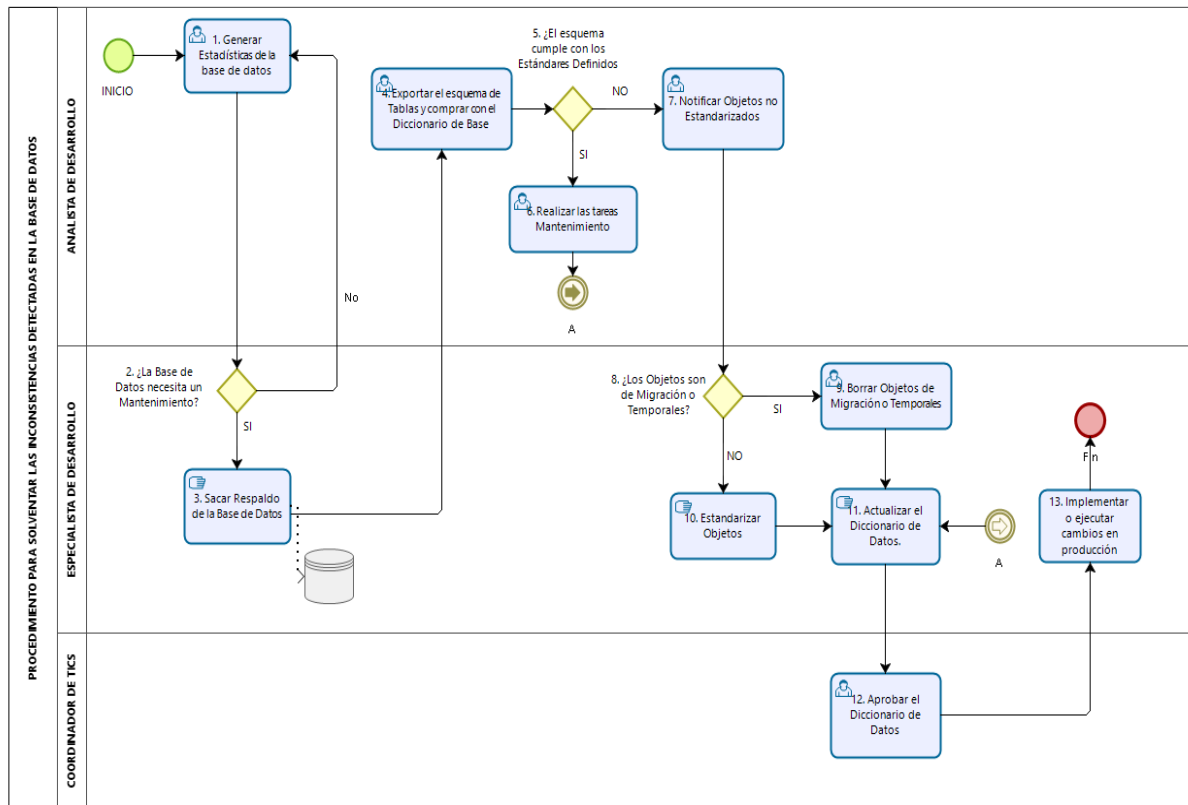 PROCEDIMIENTO PARA SOLVENTAR LAS INCONSISTENCIAS DETECTADAS EN LA BASE DE DATOS
ANALISTA DE DESARROLLO
INICIO
1. Generar
Estadísticas de la
base de datos
No
4. Exportar el esquema de
Tablas y comprar con el
Diccionario de Base
5. ¿El esquema
cumple con los
Estándares Definidos
NO
SI
7. Notificar Objetos no
Estandarizados
6. Realizar las tareas
Mantenimiento
A
ESPECIALISTA DE DESARROLLO
2. ¿La Base de
Datos necesita un
Mantenimiento?
SI
3. Sacar Respaldo
de la Base de Datos
8. ¿Los Objetos son
de Migración o
Temporales?
SI
NO
9. Borrar Objetos de
Migración o Temporales
10. Estandarizar
Objetos
11. Actualizar el
Diccionario de
Datos.
A
Fin
13. Implementar
o ejecutar
cambios en
producción
COORDINADOR DE TICS
12. Aprobar el
Diccionario de
Datos